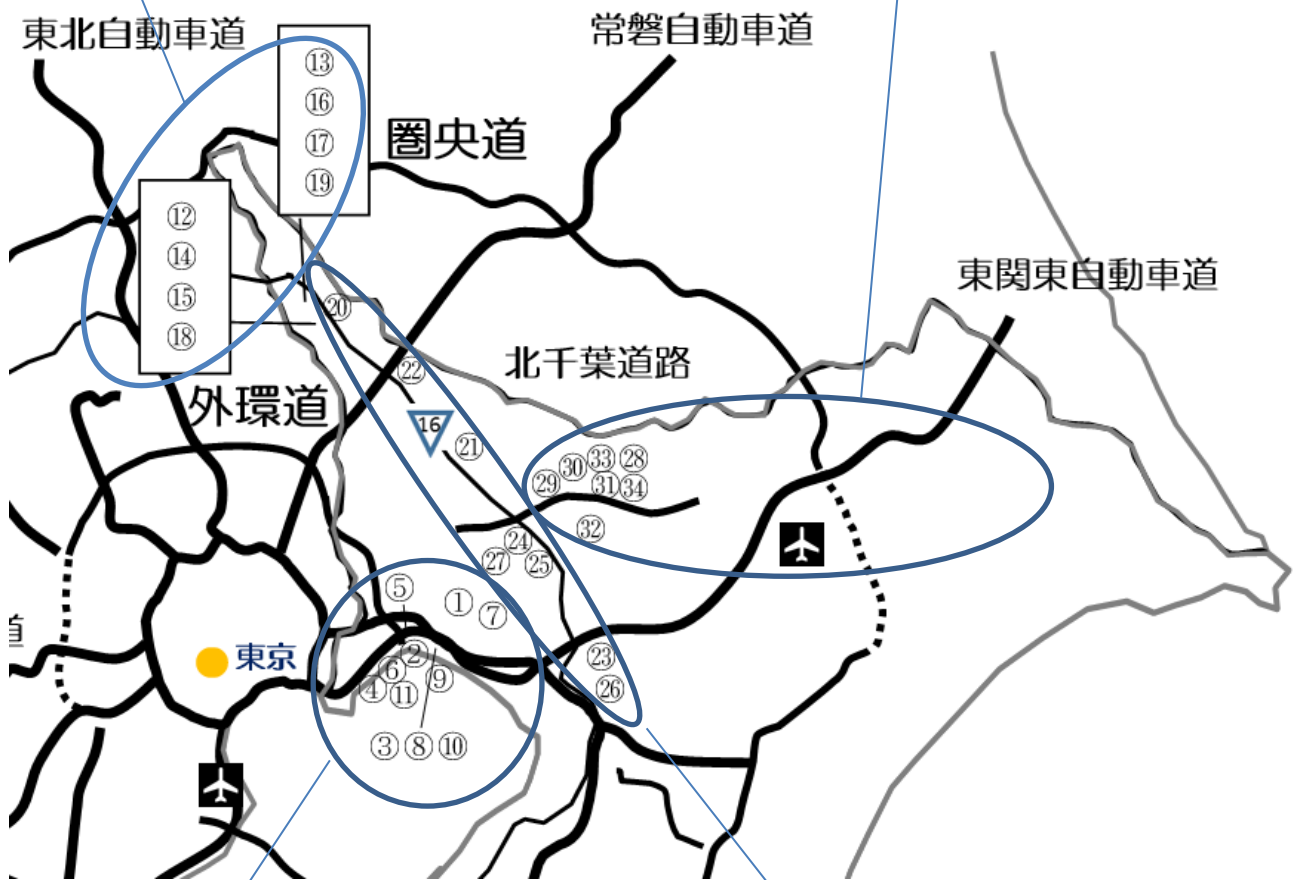 東北自動車道
常磐自動車道
⑬
⑯
⑰
⑲
圏央道
⑫
⑭
⑮
⑱
東関東自動車道
⑳
北千葉道路
㉒
外環道
16
㉑
㉝ ㉘
㉚
㉙ ㉛ ㉞
㉜
㉔
㉗ ㉕
⑤
① ⑦
道
東京
② ㉓
⑥ ⑨
④ ⑪ ㉖
③ ⑧ ⑩